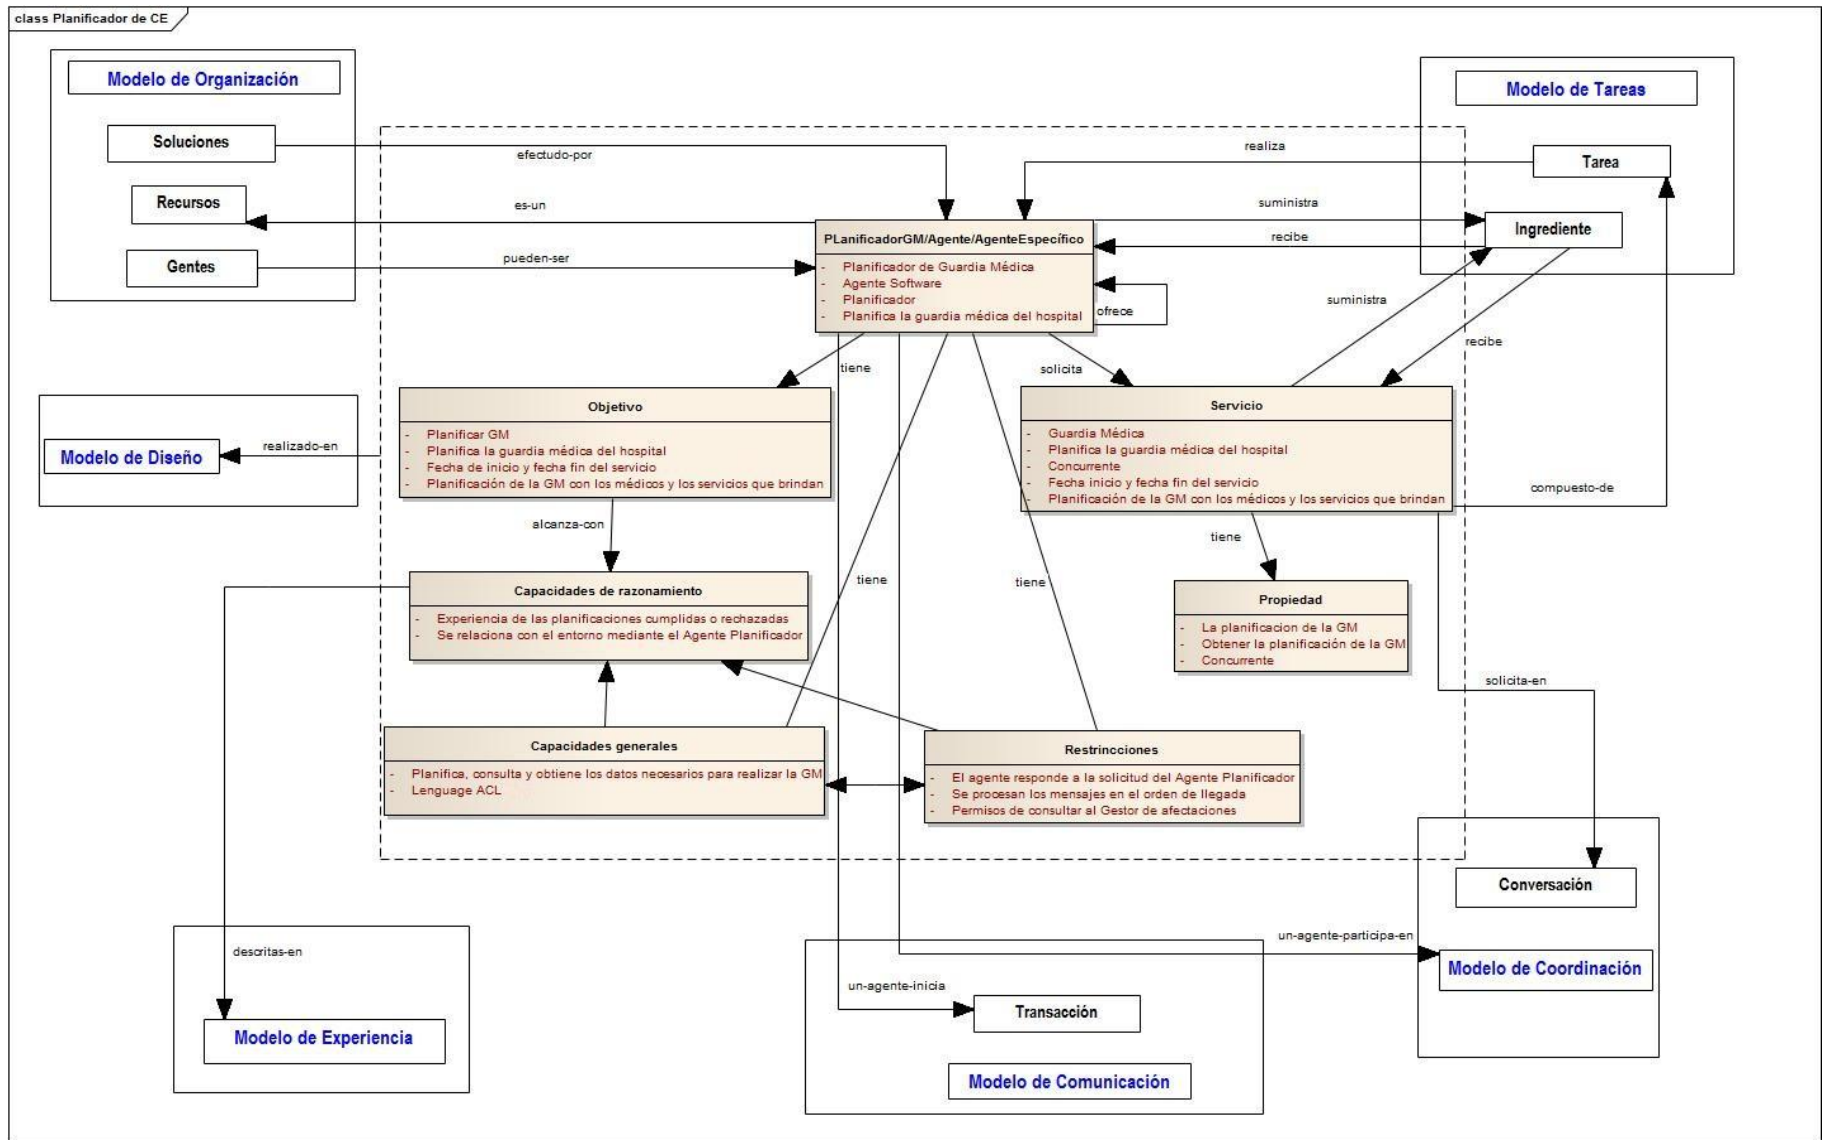 class Planificador de CE
Modelo de Organización
Soluciones
Recursos
Gentes
efectudo-por
es-un
pueden-ser
Modelo de Tareas
Tarea
Ingrediente
realiza
suministra
recibe
PLanificadorGM/Agente/AgenteEspecífico
- Planificador de Guardia Médica
- Agente Software
- Planificador
- Planifica la guardia médica del hospital
ofrece
suministra
recibe
tiene
solicita
Objetivo
- Planificar GM
- Planifica la guardia médica del hospital
- Fecha de inicio y fecha fin del servicio
- Planificación de la GM con los médicos y los servicios que brindan
Servicio
- Guardia Médica
- Planifica la guardia médica del hospital
- Concurrente
- Fecha inicio y fecha fin del servicio
- Planificación de la GM con los médicos y los servicios que brindan
Modelo de Diseño
realizado-en
compuesto-de
alcanza-con
tiene
tiene
tiene
Capacidades de razonamiento
- Experiencia de las planificaciones cumplidas o rechazadas
- Se relaciona con el entorno mediante el Agente Planificador
Propiedad
- La planificacion de la GM
- Obtener la planificación de la GM
- Concurrente
solicita-en
Capacidades generales
- Planifica, consulta y obtiene los datos necesarios para realizar la GM
- Lenguage ACL
Restrincciones
- El agente responde a la solicitud del Agente Planificador
- Se procesan los mensajes en el orden de llegada
- Permisos de consultar al Gestor de afectaciones
Conversación
un-agente-participa-en
Modelo de Coordinación
descritas-en
Modelo de Experiencia
un-agente-inicia
Transacción
Modelo de Comunicación